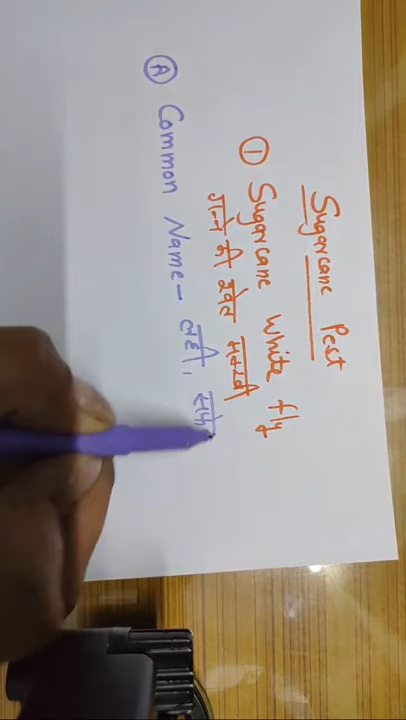 Sugarcane Pest
① Sugarcane White fly
गन्ने की श्वेत मक्खी
Ⓐ Common Name -